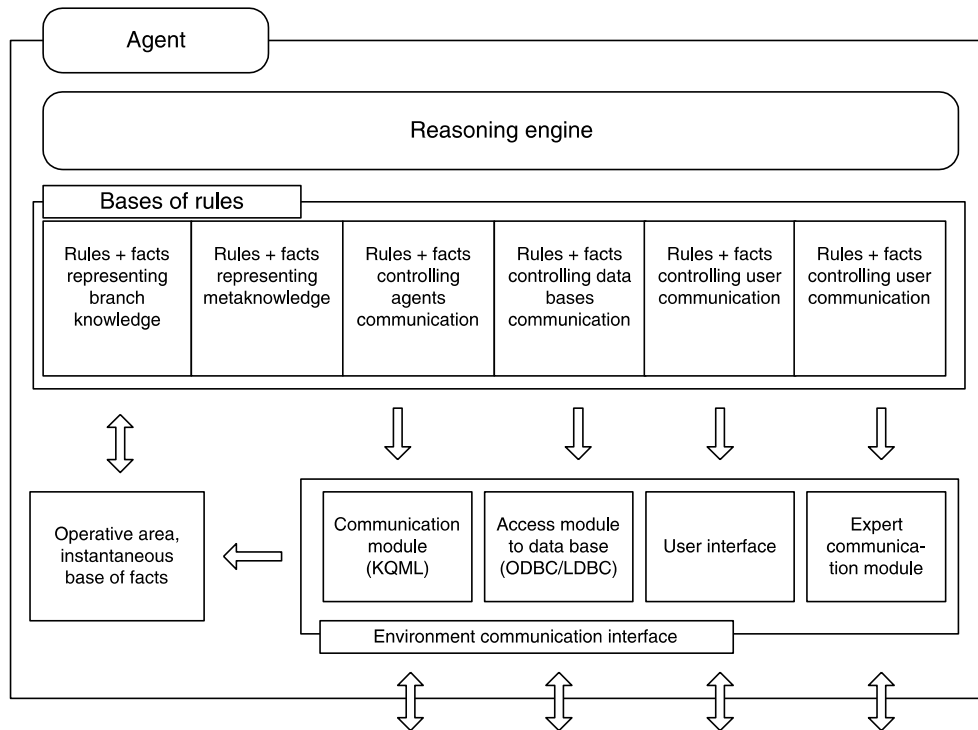 Agent
Reasoning engine
Bases of rules
Rules + facts
representing
branch
knowledge
Rules + facts
representing
metaknowledge
Rules + facts
controlling
agents
communication
Rules + facts
controlling data
bases
communication
Rules + facts
controlling user
communication
Rules + facts
controlling user
communication
Operative area,
instantaneous
base of facts
Communication
module
(KQML)
Access module
to data base
(ODBC/LDBC)
User interface
Expert
communica-
tion module
Environment communication interface